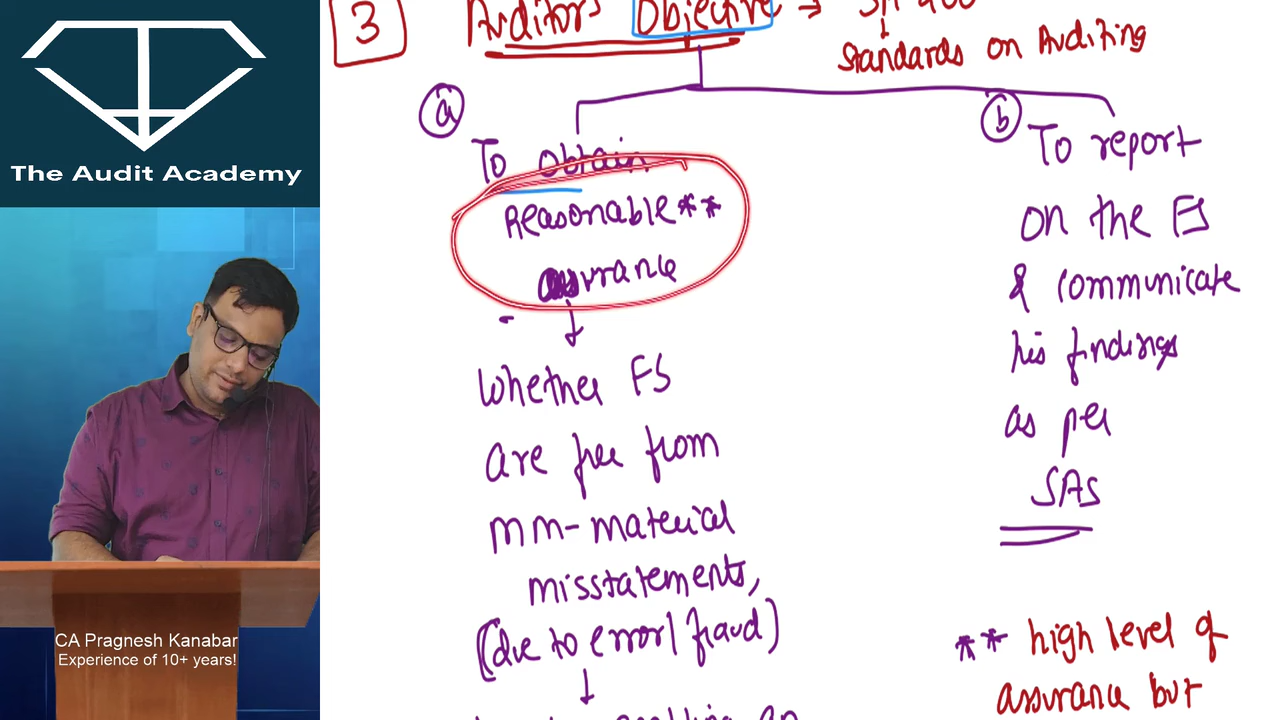 The Audit Academy
CA Pragnesh Kanabar
Experience of 10+ years!
3
Auditors Objective →
Standards on Auditing
a
To obtain
Reasonable**
assurance
↓
Whether FS
are free from
MM-material
misstatements,
(due to error/fraud)
↓
b
To report
on the FS
& communicate
his findings
as per
SAs
** high level of
assurance but